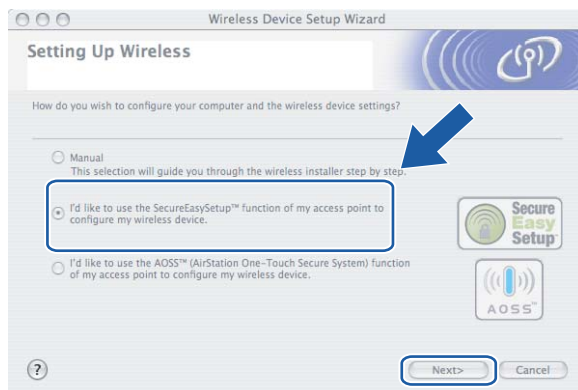 Wireless Device Setup Wizard
Setting Up Wireless
How do you wish to configure your computer and the wireless device settings?
Manual
This selection will guide you through the wireless installer step by step.
I'd like to use the SecureEasySetup™ function of my access point to
configure my wireless device.
Secure
Easy
Setup™
I'd like to use the AOSS™ (AirStation One-Touch Secure System) function
of my access point to configure my wireless device.
AOSS™
?
Next>
Cancel